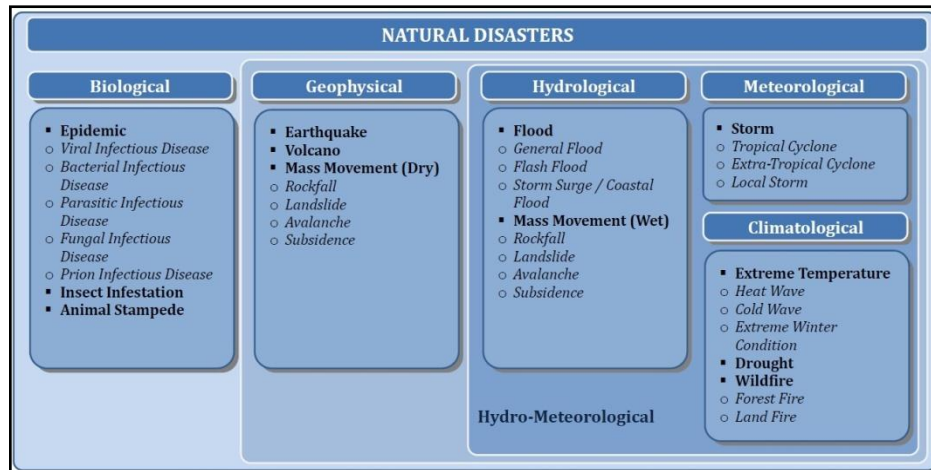 NATURAL DISASTERS
Biological
▪ Epidemic
o Viral Infectious Disease
o Bacterial Infectious
Disease
o Parasitic Infectious
Disease
o Fungal Infectious
Disease
o Prion Infectious Disease
▪ Insect Infestation
▪ Animal Stampede
Geophysical
▪ Earthquake
▪ Volcano
▪ Mass Movement (Dry)
o Rockfall
o Landslide
o Avalanche
o Subsidence
Hydrological
▪ Flood
o General Flood
o Flash Flood
o Storm Surge / Coastal
Flood
▪ Mass Movement (Wet)
o Rockfall
o Landslide
o Avalanche
o Subsidence
Meteorological
▪ Storm
o Tropical Cyclone
o Extra-Tropical Cyclone
o Local Storm
Climatological
▪ Extreme Temperature
o Heat Wave
o Cold Wave
o Extreme Winter
Condition
▪ Drought
▪ Wildfire
o Forest Fire
o Land Fire
Hydro-Meteorological